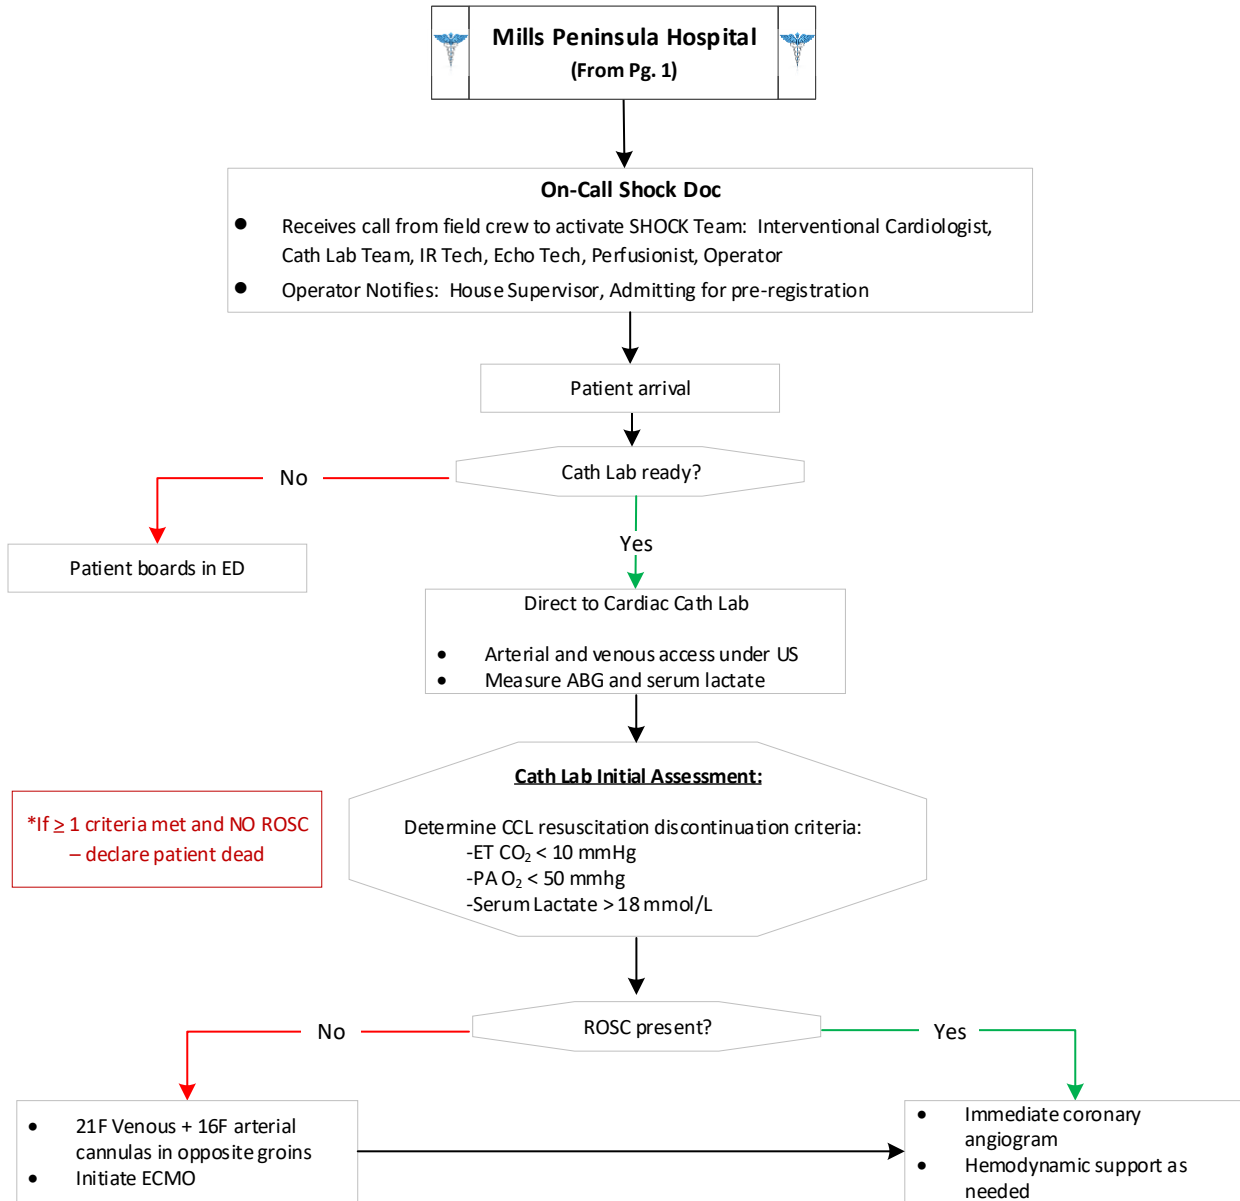 Mills Peninsula Hospital
(From Pg. 1)
On-Call Shock Doc
● Receives call from field crew to activate SHOCK Team: Interventional Cardiologist,
Cath Lab Team, IR Tech, Echo Tech, Perfusionist, Operator
● Operator Notifies: House Supervisor, Admitting for pre-registration
Patient arrival
Cath Lab ready?
No
Yes
Patient boards in ED
Direct to Cardiac Cath Lab
● Arterial and venous access under US
● Measure ABG and serum lactate
Cath Lab Initial Assessment:
Determine CCL resuscitation discontinuation criteria:
-ET CO₂ < 10 mmHg
-PA O₂ < 50 mmhg
-Serum Lactate > 18 mmol/L
*If ≥ 1 criteria met and NO ROSC
– declare patient dead
ROSC present?
No
Yes
● 21F Venous + 16F arterial
cannulas in opposite groins
● Initiate ECMO
● Immediate coronary
angiogram
● Hemodynamic support as
needed